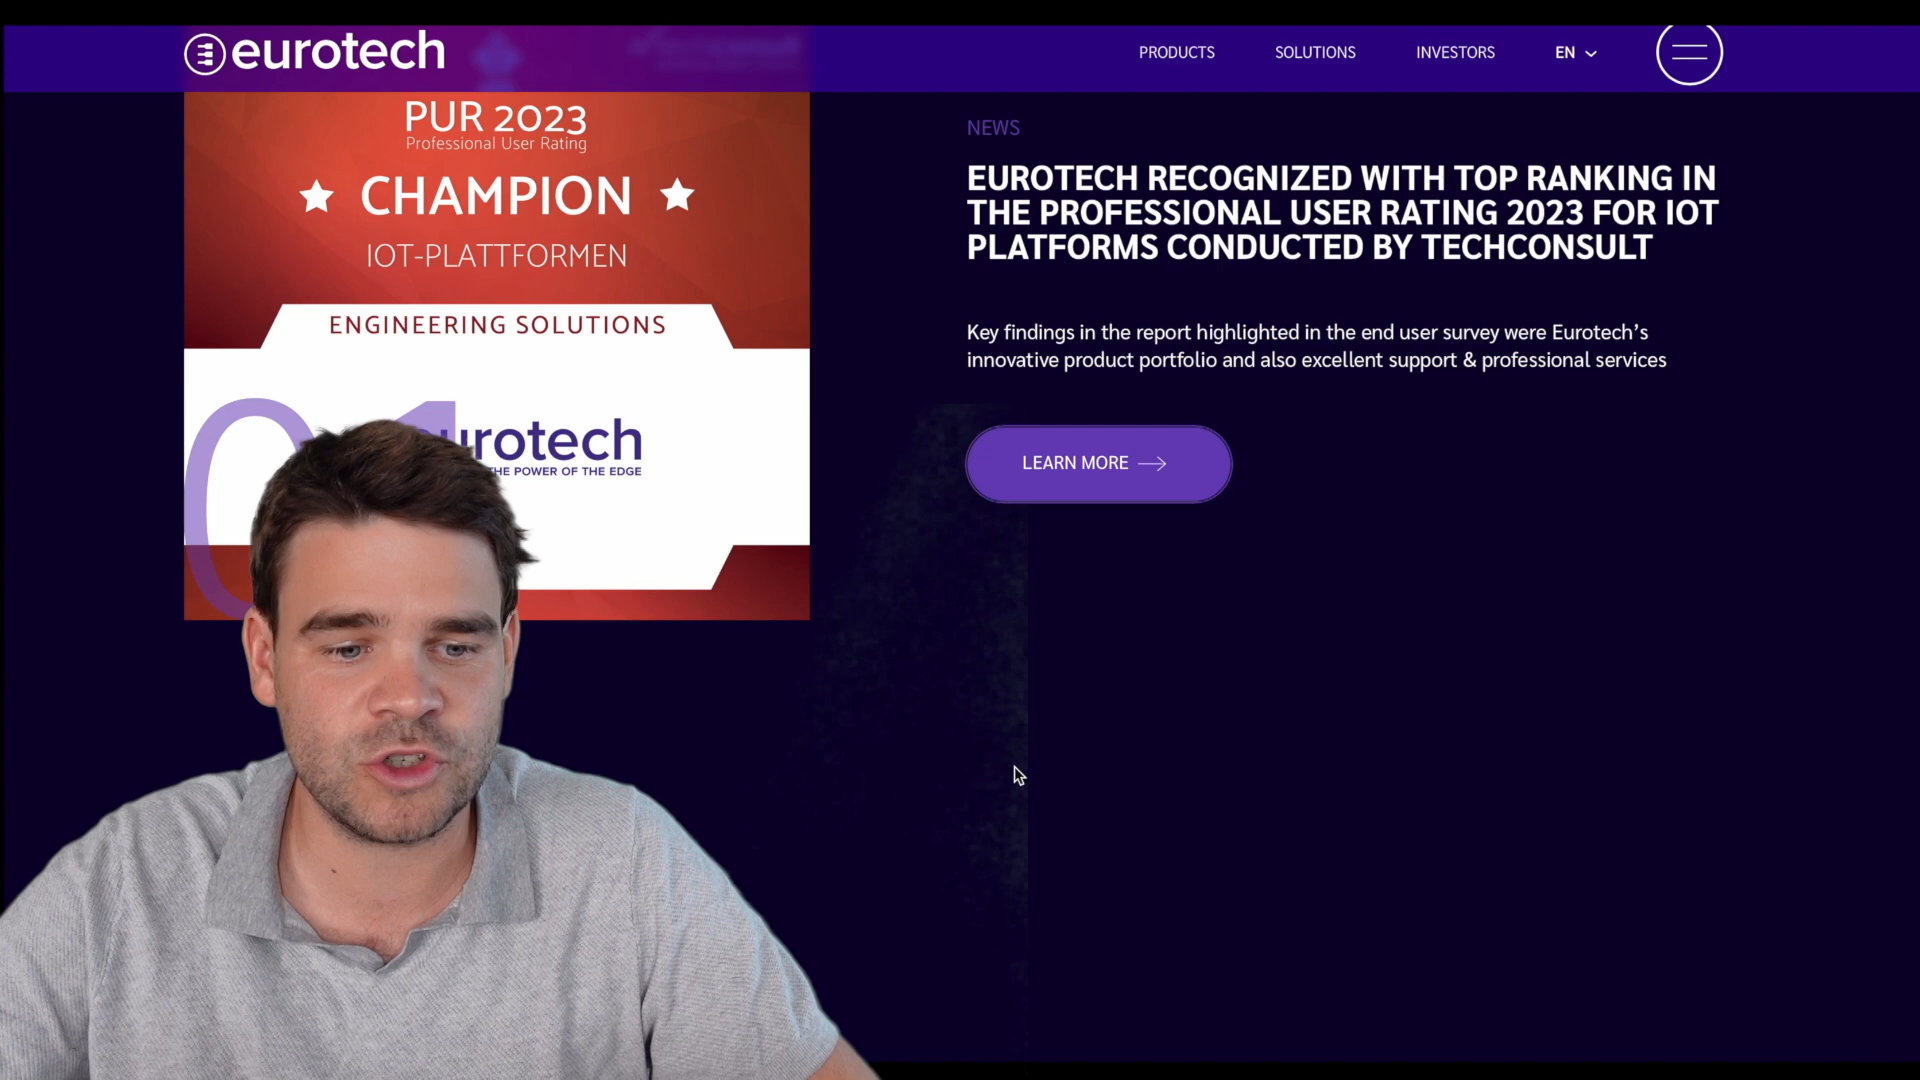 eurotech
PRODUCTS
SOLUTIONS
INVESTORS
EN
PUR 2023
Professional User Rating
CHAMPION
IOT-PLATTFORMEN
ENGINEERING SOLUTIONS
THE POWER OF THE EDGE
NEWS
EUROTECH RECOGNIZED WITH TOP RANKING IN
THE PROFESSIONAL USER RATING 2023 FOR IOT
PLATFORMS CONDUCTED BY TECHCONSULT
Key findings in the report highlighted in the end user survey were Eurotech’s
innovative product portfolio and also excellent support & professional services
LEARN MORE